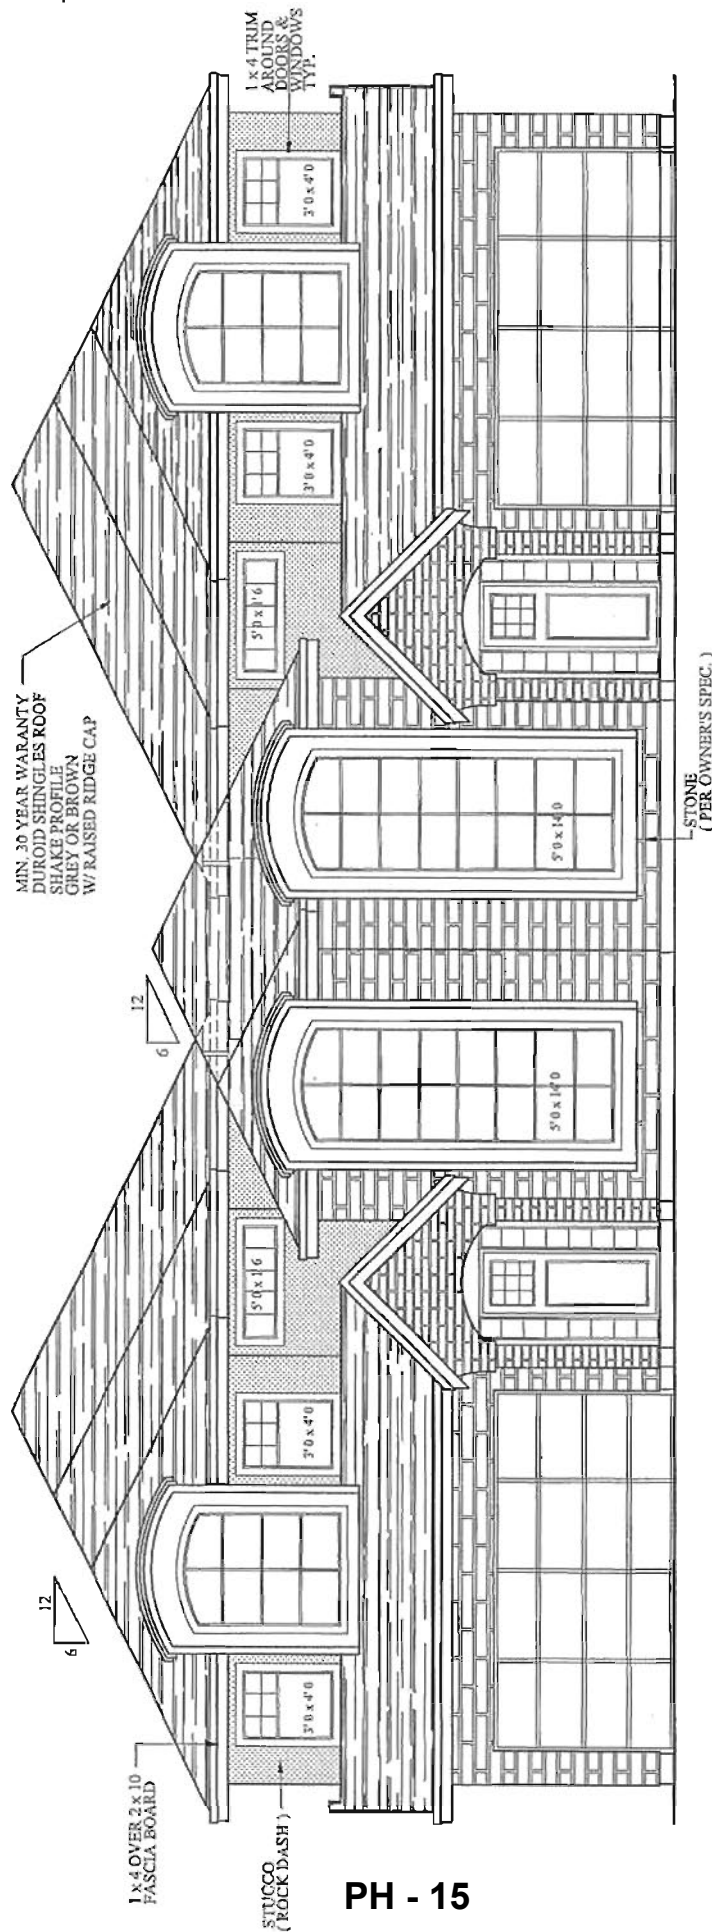 MIN. 30 YEAR WARANTY
DUROID SHINGLES ROOF
SHAKE PROFILE
GREY OR BROWN
W/ RAISED RIDGE CAP
12
6
12
6
1 x 4 TRIM
AROUND
DOORS &
WINDOWS
TYP.
1 x 4 OVER 2 x 10
FASCIA BOARD
STUCCO
( ROCK DASH )
3'0 x 4'0
3'0 x 4'0
5'0 x 1'6
5'0 x 1'6
3'0 x 4'0
3'0 x 4'0
5'0 x 14'0
5'0 x 14'0
STONE
( PER OWNER'S SPEC. )
PH - 15